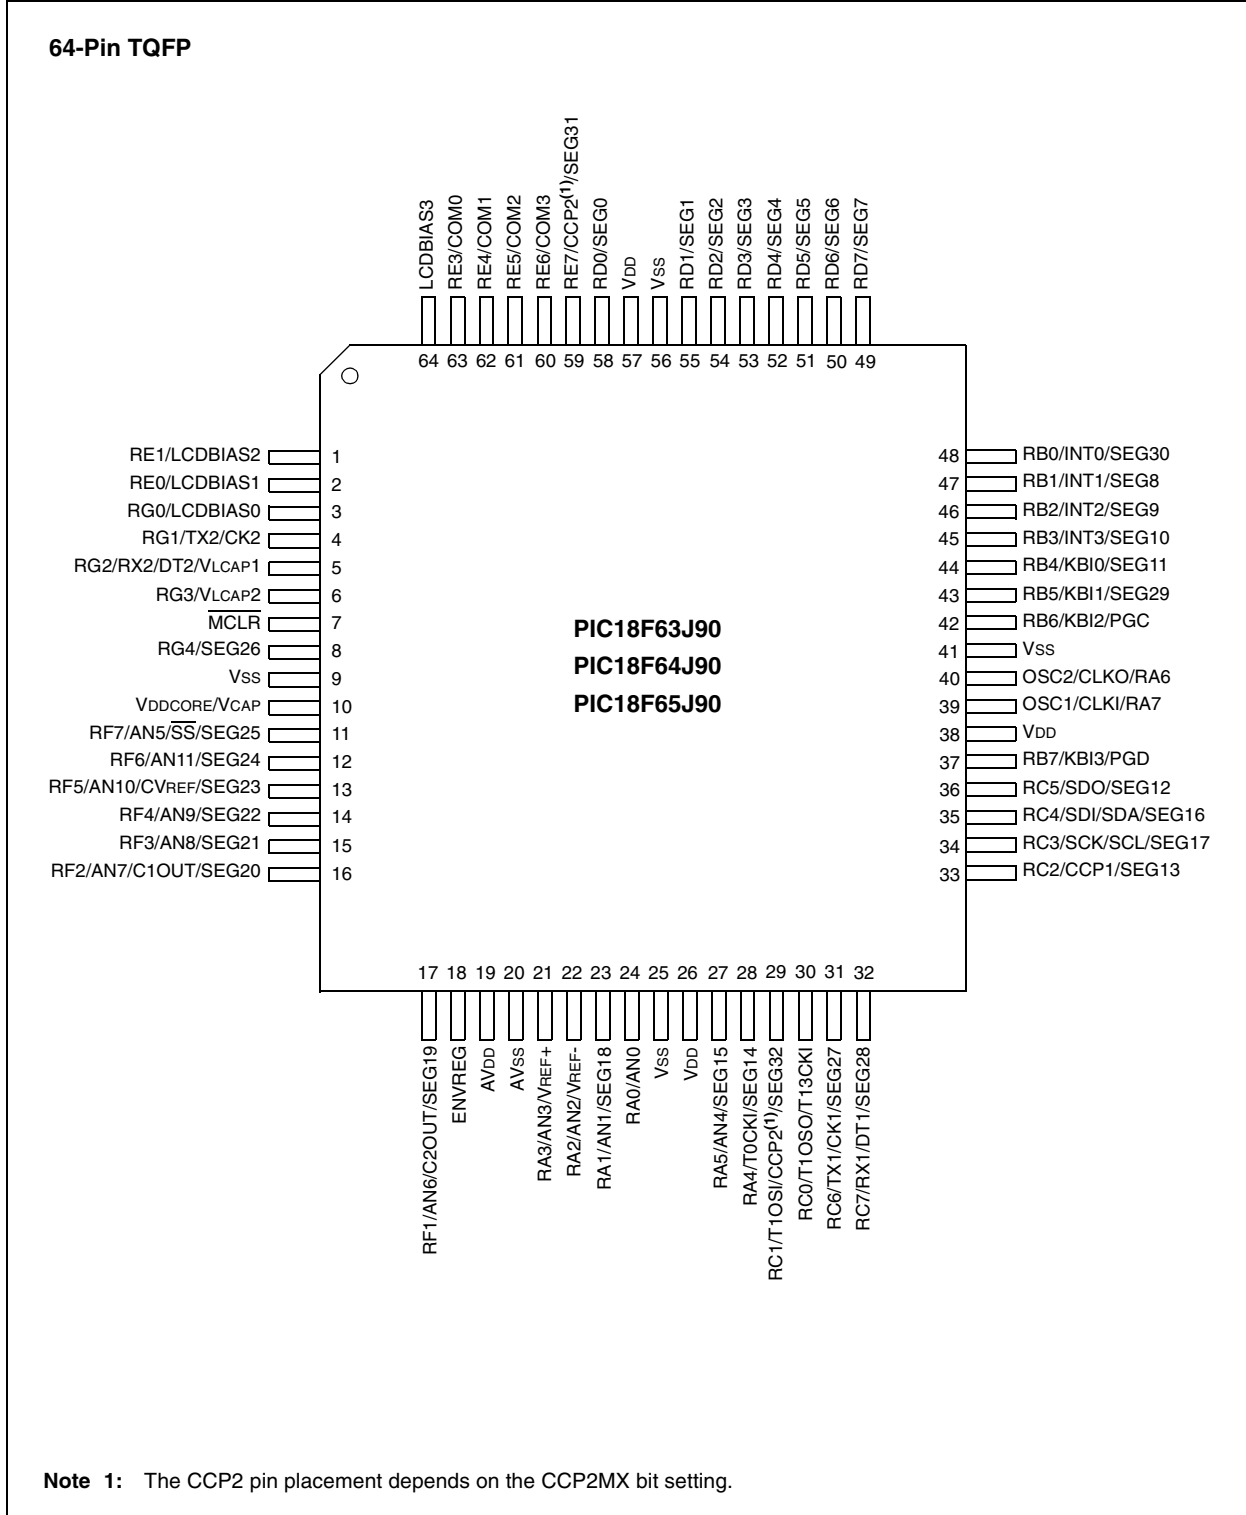 64-Pin TQFP
LCDBIAS3
RE3/COM0
RE4/COM1
RE5/COM2
RE6/COM3
RE7/CCP2(1)/SEG31
RD0/SEG0
VDD
VSS
RD1/SEG1
RD2/SEG2
RD3/SEG3
RD4/SEG4
RD5/SEG5
RD6/SEG6
RD7/SEG7
64 63 62 61 60 59 58 57 56 55 54 53 52 51 50 49
RE1/LCDBIAS2 1
RE0/LCDBIAS1 2
RG0/LCDBIAS0 3
RG1/TX2/CK2 4
RG2/RX2/DT2/VLCAP1 5
RG3/VLCAP2 6
MCLR 7
RG4/SEG26 8
VSS 9
VDDCORE/VCAP 10
RF7/AN5/SS/SEG25 11
RF6/AN11/SEG24 12
RF5/AN10/CVREF/SEG23 13
RF4/AN9/SEG22 14
RF3/AN8/SEG21 15
RF2/AN7/C1OUT/SEG20 16
PIC18F63J90
PIC18F64J90
PIC18F65J90
48 RB0/INT0/SEG30
47 RB1/INT1/SEG8
46 RB2/INT2/SEG9
45 RB3/INT3/SEG10
44 RB4/KBI0/SEG11
43 RB5/KBI1/SEG29
42 RB6/KBI2/PGC
41 VSS
40 OSC2/CLKO/RA6
39 OSC1/CLKI/RA7
38 VDD
37 RB7/KBI3/PGD
36 RC5/SDO/SEG12
35 RC4/SDI/SDA/SEG16
34 RC3/SCK/SCL/SEG17
33 RC2/CCP1/SEG13
17 18 19 20 21 22 23 24 25 26 27 28 29 30 31 32
RF1/AN6/C2OUT/SEG19
ENVREG
AVDD
AVSS
RA3/AN3/VREF+
RA2/AN2/VREF-
RA1/AN1/SEG18
RA0/AN0
VSS
VDD
RA5/AN4/SEG15
RA4/T0CKI/SEG14
RC1/T1OSI/CCP2(1)/SEG32
RC0/T1OSO/T13CKI
RC6/TX1/CK1/SEG27
RC7/RX1/DT1/SEG28
Note 1: The CCP2 pin placement depends on the CCP2MX bit setting.